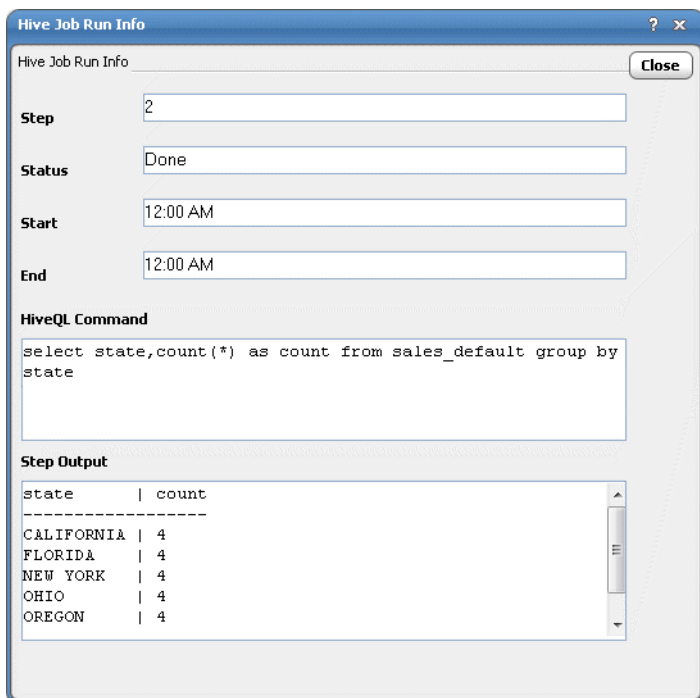 Hive Job Run Info ? x
Hive Job Run Info
Close
Step 2
Status Done
Start 12:00 AM
End 12:00 AM
HiveQL Command
select state,count(*) as count from sales_default group by
state
Step Output
state | count
------------------
CALIFORNIA | 4
FLORIDA | 4
NEW YORK | 4
OHIO | 4
OREGON | 4